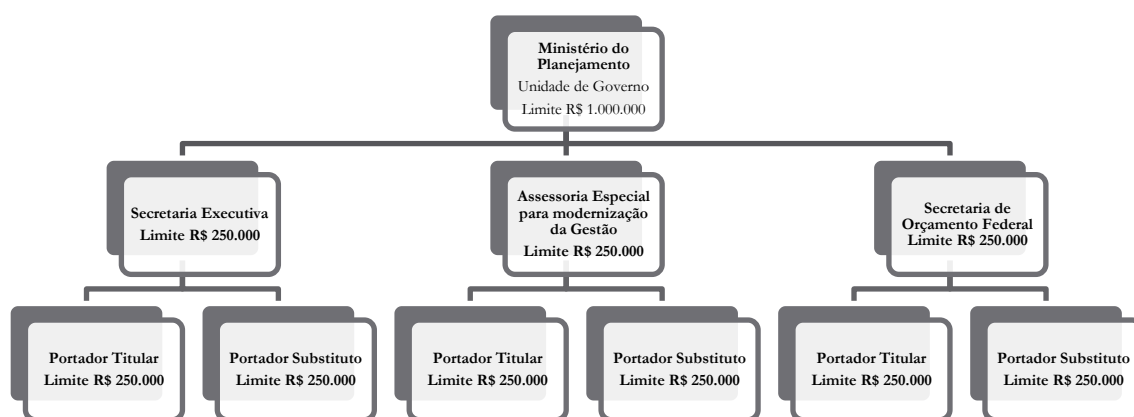 Ministério do
Planejamento
Unidade de Governo
Limite R$ 1.000.000
Secretaria Executiva
Limite R$ 250.000
Assessoria Especial
para modernização
da Gestão
Limite R$ 250.000
Secretaria de
Orçamento Federal
Limite R$ 250.000
Portador Titular
Limite R$ 250.000
Portador Substituto
Limite R$ 250.000
Portador Titular
Limite R$ 250.000
Portador Substituto
Limite R$ 250.000
Portador Titular
Limite R$ 250.000
Portador Substituto
Limite R$ 250.000